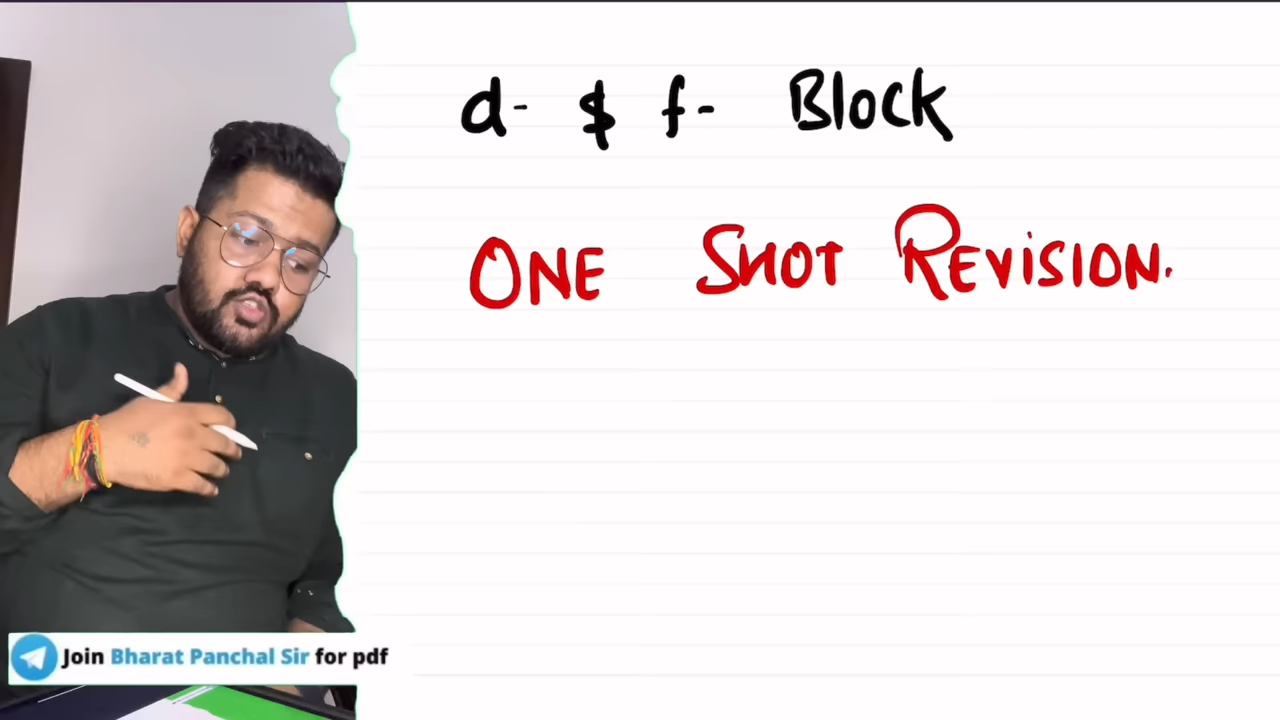 d- & f- Block
ONE SHOT REVISION.
Join Bharat Panchal Sir for pdf